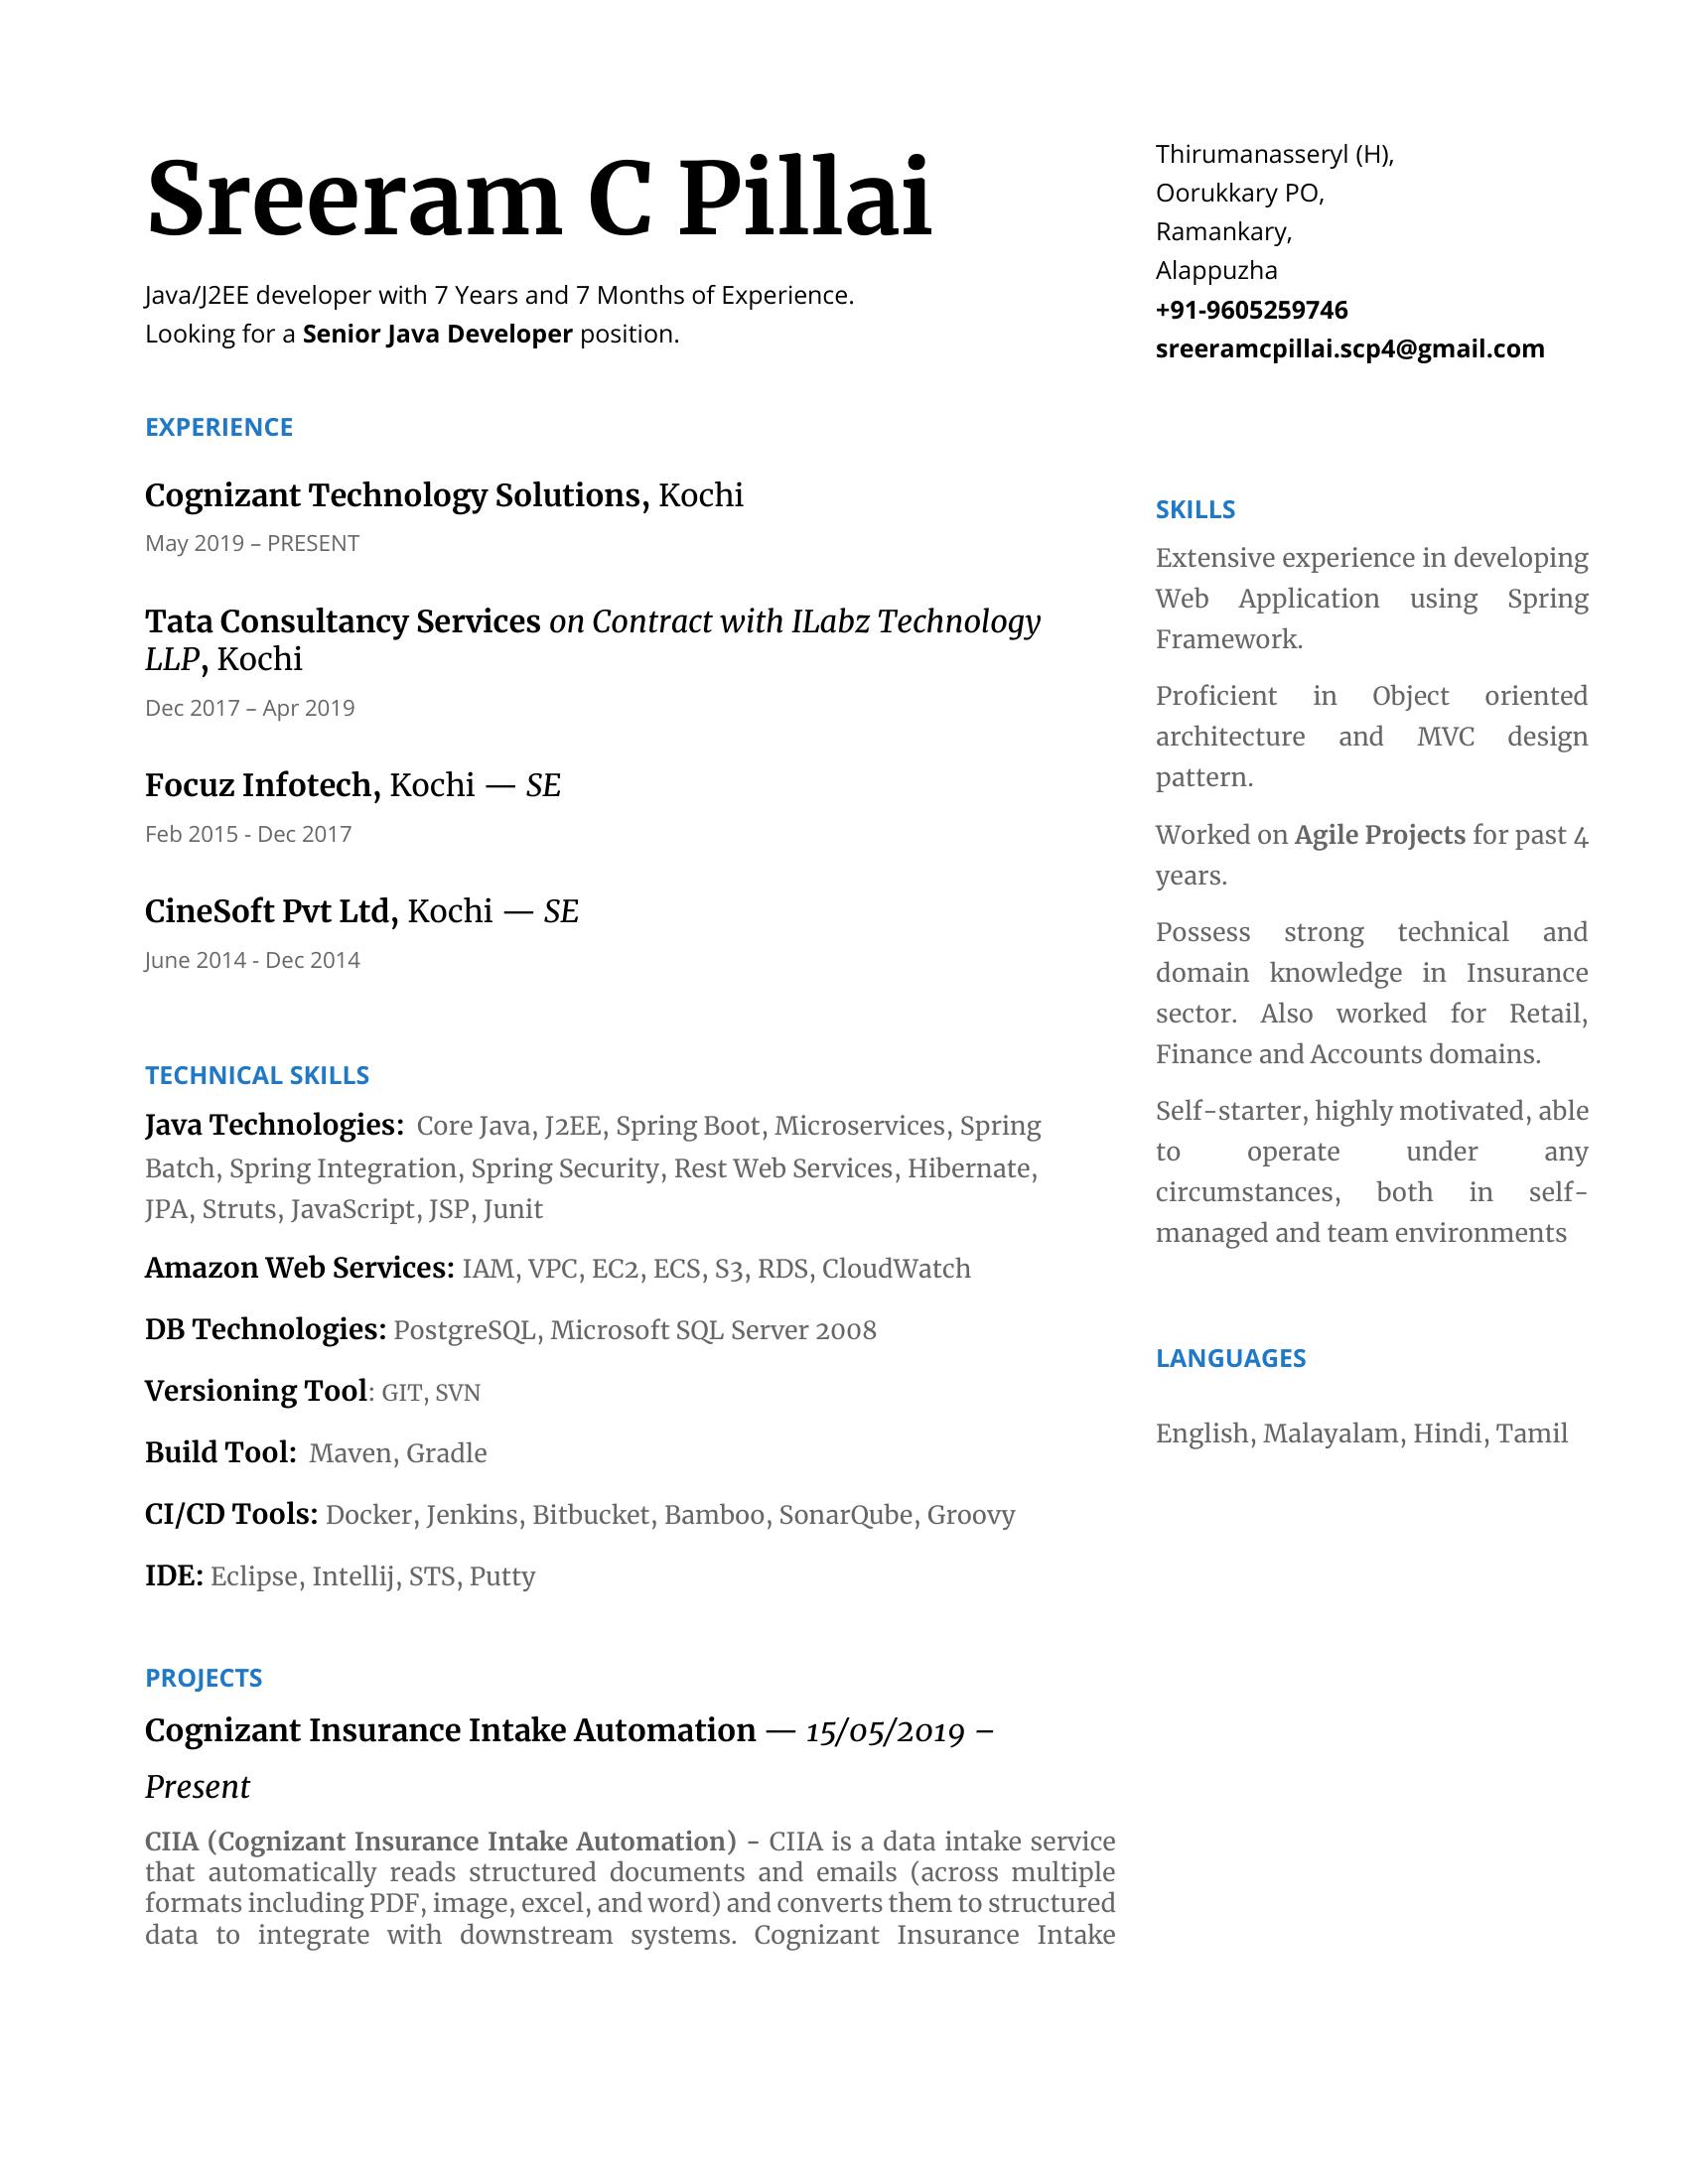 Sreeram C Pillai
Java/J2EE developer with 7 Years and 7 Months of Experience.
Looking for a Senior Java Developer position.
Thirumanasseryl (H),
Oorukkary PO,
Ramankary,
Alappuzha
+91-9605259746
sreeramcpillai.scp4@gmail.com
EXPERIENCE
Cognizant Technology Solutions, Kochi
May 2019 – PRESENT
Tata Consultancy Services on Contract with ILabz Technology
LLP, Kochi
Dec 2017 – Apr 2019
Focuz Infotech, Kochi — SE
Feb 2015 - Dec 2017
CineSoft Pvt Ltd, Kochi — SE
June 2014 - Dec 2014
TECHNICAL SKILLS
Java Technologies: Core Java, J2EE, Spring Boot, Microservices, Spring
Batch, Spring Integration, Spring Security, Rest Web Services, Hibernate,
JPA, Struts, JavaScript, JSP, Junit
Amazon Web Services: IAM, VPC, EC2, ECS, S3, RDS, CloudWatch
DB Technologies: PostgreSQL, Microsoft SQL Server 2008
Versioning Tool: GIT, SVN
Build Tool: Maven, Gradle
CI/CD Tools: Docker, Jenkins, Bitbucket, Bamboo, SonarQube, Groovy
IDE: Eclipse, Intellij, STS, Putty
PROJECTS
Cognizant Insurance Intake Automation — 15/05/2019 –
Present
CIIA (Cognizant Insurance Intake Automation) - CIIA is a data intake service
that automatically reads structured documents and emails (across multiple
formats including PDF, image, excel, and word) and converts them to structured
data to integrate with downstream systems. Cognizant Insurance Intake
SKILLS
Extensive experience in developing
Web Application using Spring
Framework.
Proficient in Object oriented
architecture and MVC design
pattern.
Worked on Agile Projects for past 4
years.
Possess strong technical and
domain knowledge in Insurance
sector. Also worked for Retail,
Finance and Accounts domains.
Self-starter, highly motivated, able
to operate under any
circumstances, both in self-
managed and team environments
LANGUAGES
English, Malayalam, Hindi, Tamil